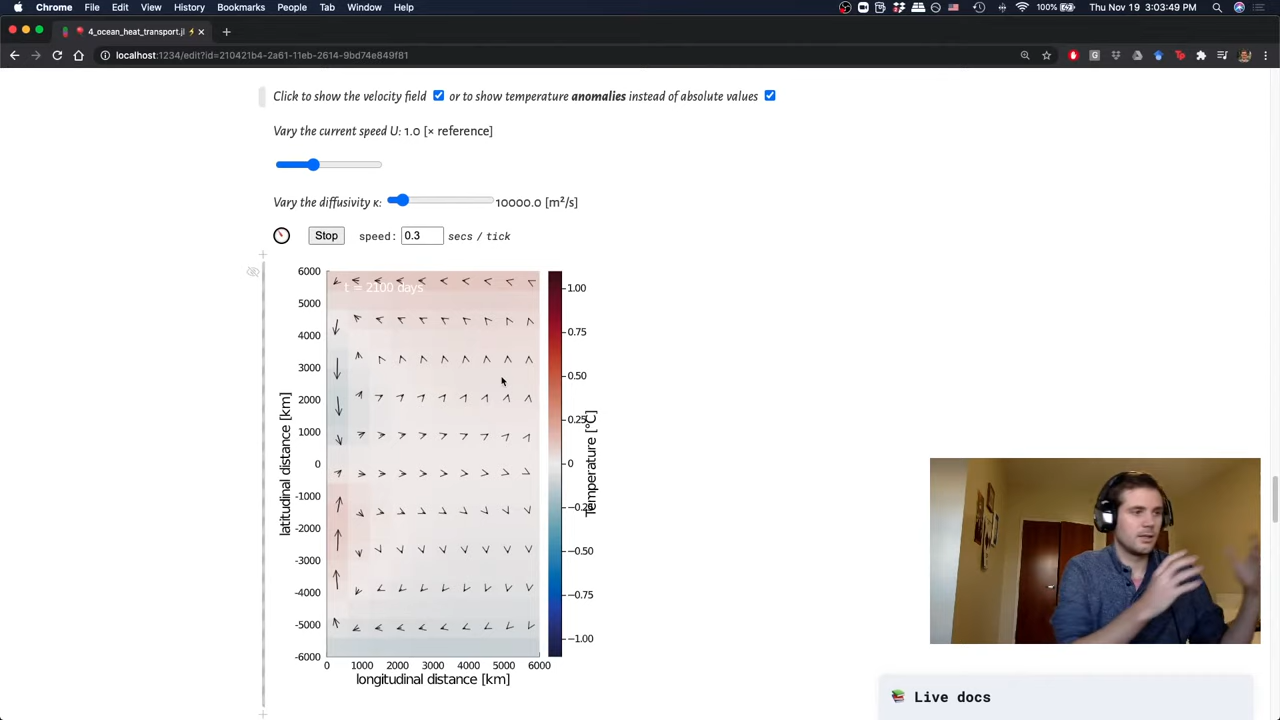 Chrome File Edit View History Bookmarks People Tab Window Help 100% Thu Nov 19 3:03:49 PM
4_ocean_heat_transport.jl
localhost:1234/edit?id=210421b4-2a61-11eb-2614-9bd74e849f81
Click to show the velocity field or to show temperature anomalies instead of absolute values
Vary the current speed U: 1.0 [× reference]
Vary the diffusivity κ: 10000.0 [m²/s]
Stop speed: 0.3 secs / tick
t = 2100 days
6000
5000
4000
3000
2000
1000
0
-1000
-2000
-3000
-4000
-5000
-6000
latitudinal distance [km]
0 1000 2000 3000 4000 5000 6000
longitudinal distance [km]
1.00
0.75
0.50
0.25
0
-0.25
-0.50
-0.75
-1.00
Temperature [°C]
Live docs